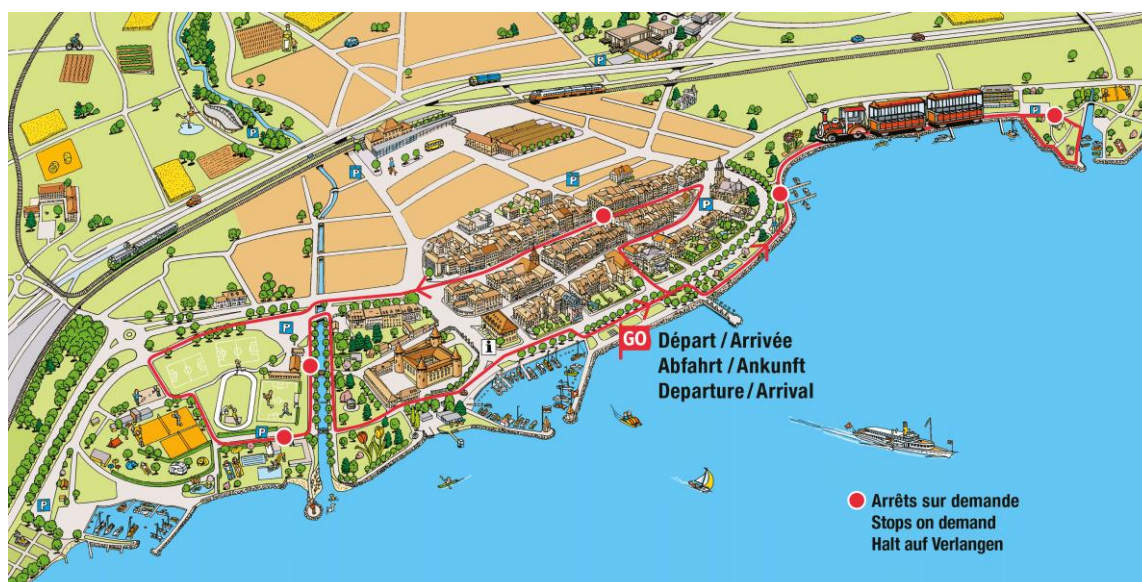 P
P
P
P
P
P
P
P
i
P
P
P
GO
Départ / Arrivée
Abfahrt / Ankunft
Departure / Arrival
Arrêts sur demande
Stops on demand
Halt auf Verlangen